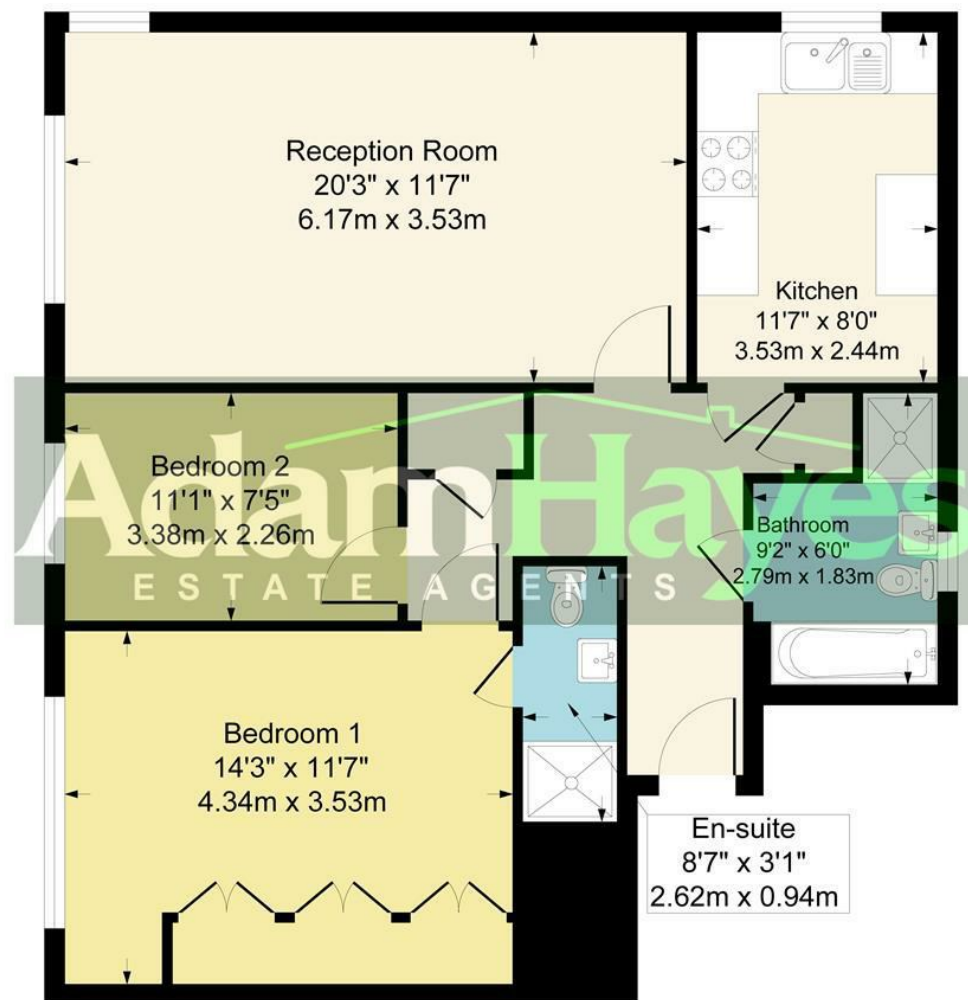 Reception Room
20'3" x 11'7"
6.17m x 3.53m
Kitchen
11'7" x 8'0"
3.53m x 2.44m
AdamHayes
ESTATE AGENTS
Bedroom 2
11'1" x 7'5"
3.38m x 2.26m
Bathroom
9'2" x 6'0"
2.79m x 1.83m
Bedroom 1
14'3" x 11'7"
4.34m x 3.53m
En-suite
8'7" x 3'1"
2.62m x 0.94m